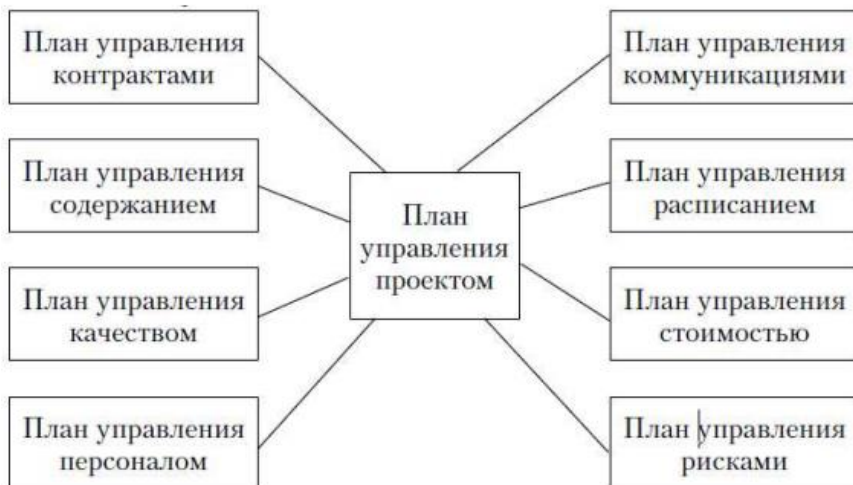 План управления
контрактами
План управления
коммуникациями
План управления
содержанием
План управления
расписанием
План
управления
проектом
План управления
качеством
План управления
стоимостью
План управления
персоналом
План управления
рисками